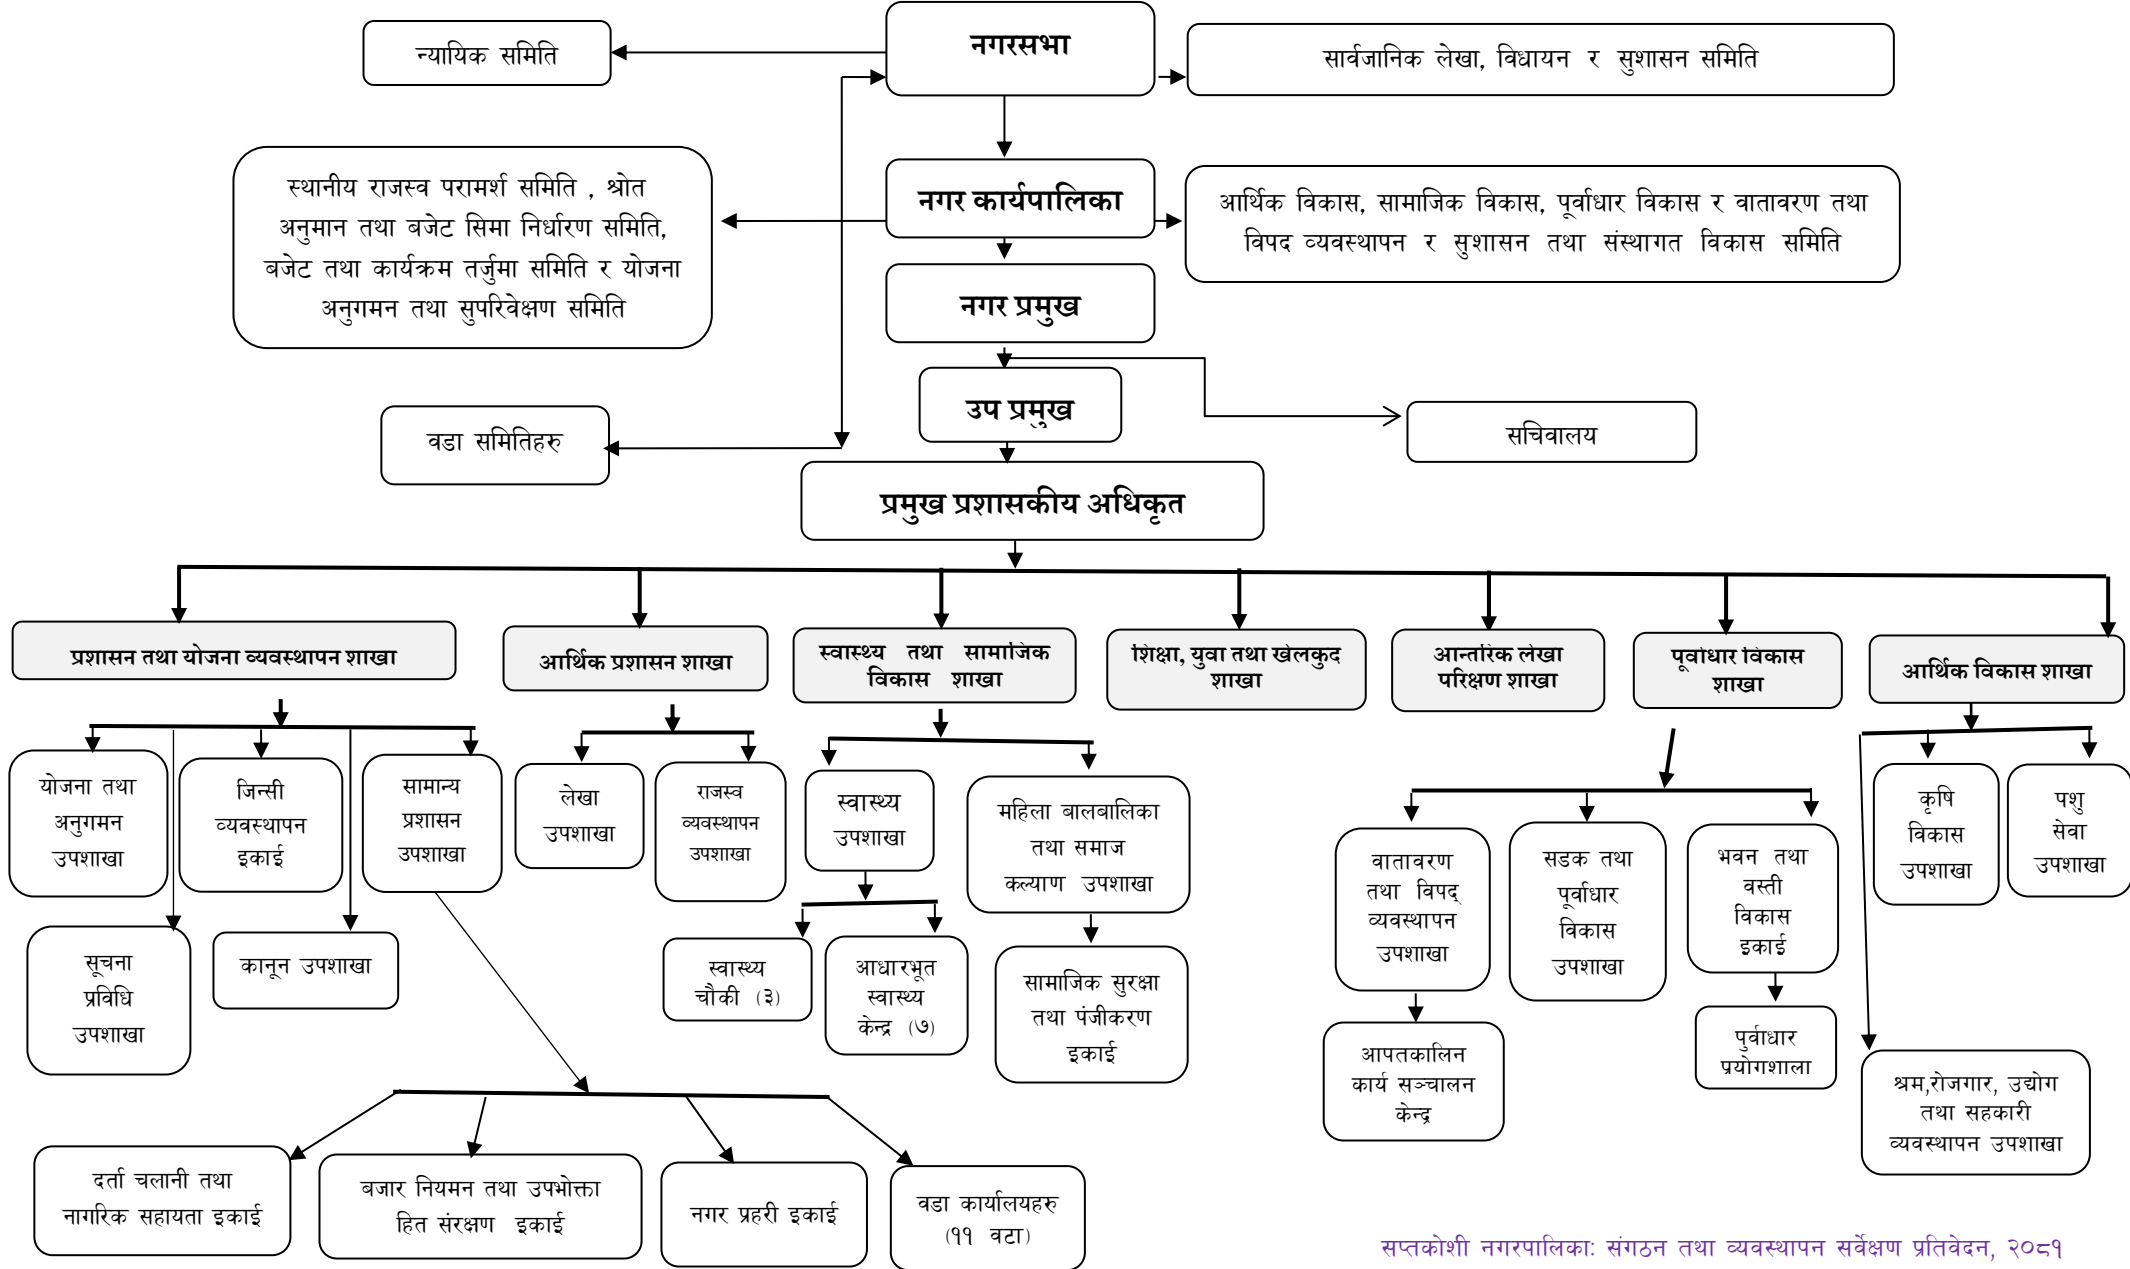 नगरसभा
न्यायिक समिति
सार्वजानिक लेखा, विधायन र सुशासन समिति
स्थानीय राजस्व परामर्श समिति , श्रोत
अनुमान तथा बजेट सिमा निर्धारण समिति,
बजेट तथा कार्यक्रम तर्जुमा समिति र योजना
अनुगमन तथा सुपरिवेक्षण समिति
नगर कार्यपालिका
आर्थिक विकास, सामाजिक विकास, पूर्वाधार विकास र वातावरण तथा
विपद व्यवस्थापन र सुशासन तथा संस्थागत विकास समिति
नगर प्रमुख
उप प्रमुख
वडा समितिहरु
सचिवालय
प्रमुख प्रशासकीय अधिकृत
प्रशासन तथा योजना व्यवस्थापन शाखा
आर्थिक प्रशासन शाखा
स्वास्थ्य तथा सामाजिक
विकास शाखा
शिक्षा, युवा तथा खेलकुद
शाखा
आन्तरिक लेखा
परिक्षण शाखा
पूर्वाधार विकास
शाखा
आर्थिक विकास शाखा
योजना तथा
अनुगमन
उपशाखा
जिन्सी
व्यवस्थापन
इकाई
सामान्य
प्रशासन
उपशाखा
लेखा
उपशाखा
राजस्व
व्यवस्थापन
उपशाखा
स्वास्थ्य
उपशाखा
महिला बालबालिका
तथा समाज
कल्याण उपशाखा
वातावरण
तथा विपद्
व्यवस्थापन
उपशाखा
सडक तथा
पूर्वाधार
विकास
उपशाखा
भवन तथा
वस्ती
विकास
इकाई
कृषि
विकास
उपशाखा
पशु
सेवा
उपशाखा
सूचना
प्रविधि
उपशाखा
कानून उपशाखा
स्वास्थ्य
चौकी (३)
आधारभूत
स्वास्थ्य
केन्द्र (७)
सामाजिक सुरक्षा
तथा पंजीकरण
इकाई
आपतकालिन
कार्य सञ्चालन
केन्द्र
पुर्वाधार
प्रयोगशाला
श्रम,रोजगार, उद्योग
तथा सहकारी
व्यवस्थापन उपशाखा
दर्ता चलानी तथा
नागरिक सहायता इकाई
बजार नियमन तथा उपभोक्ता
हित संरक्षण इकाई
नगर प्रहरी इकाई
वडा कार्यालयहरु
(११ वटा)
सप्तकोशी नगरपालिकाः संगठन तथा व्यवस्थापन सर्वेक्षण प्रतिवेदन, २०८१